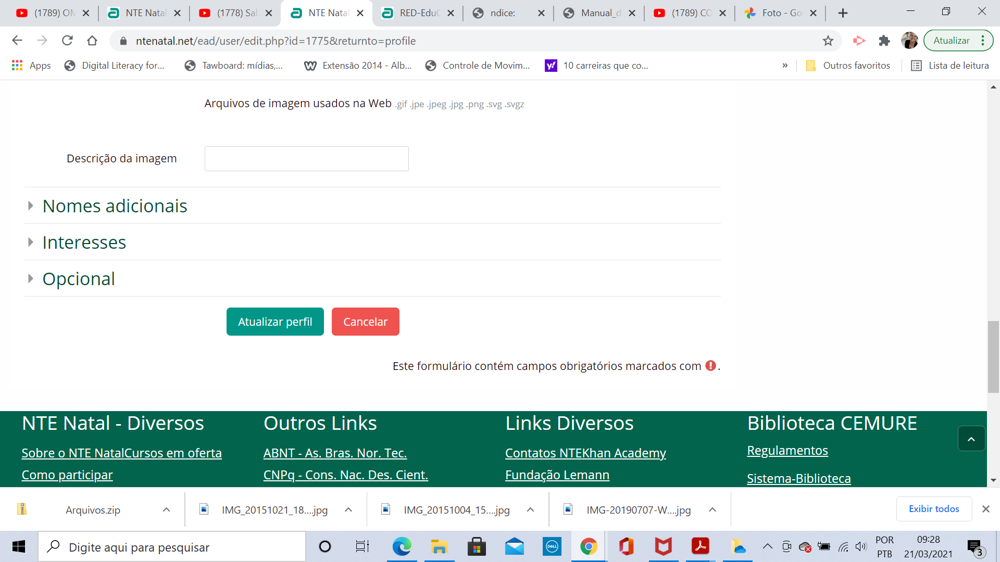 (1789) OM
NTE Natal
(1778) Sal
NTE Natal
RED-EduC
ndice:
Manual_d
(1789) CO
Foto - Go
ntenatal.net/ead/user/edit.php?id=1775&returnto=profile
Atualizar
Apps
Digital Literacy for...
Tawboard: mídias,...
Extensão 2014 - Alb...
Controle de Movim...
10 carreiras que co...
»
Outros favoritos
Lista de leitura
Arquivos de imagem usados na Web .gif .jpe .jpeg .jpg .png .svg .svgz
Descrição da imagem
Nomes adicionais
Interesses
Opcional
Atualizar perfil
Cancelar
Este formulário contém campos obrigatórios marcados com !.
NTE Natal - Diversos
Sobre o NTE NatalCursos em oferta
Como participar
Outros Links
ABNT - As. Bras. Nor. Tec.
CNPq - Cons. Nac. Des. Cient.
Links Diversos
Contatos NTEKhan Academy
Fundação Lemann
Biblioteca CEMURE
Regulamentos
Sistema-Biblioteca
Arquivos.zip
IMG_20151021_18....jpg
IMG_20151004_15....jpg
IMG-20190707-W....jpg
Exibir todos
Digite aqui para pesquisar
DELL
POR
PTB
09:28
21/03/2021
3